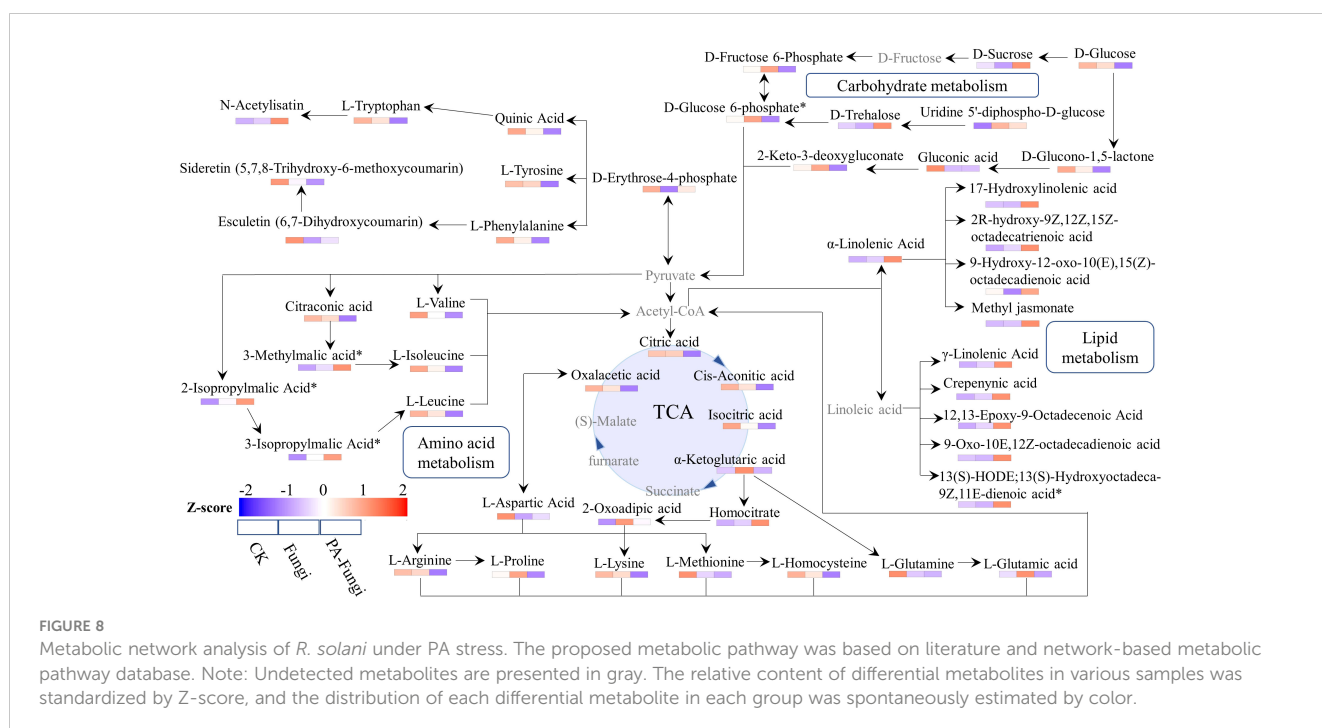 D-Fructose 6-Phosphate
D-Fructose
D-Sucrose
D-Glucose
Carbohydrate metabolism
N-Acetylisatin
L-Tryptophan
Quinic Acid
D-Glucose 6-phosphate*
D-Trehalose
Uridine 5'-diphospho-D-glucose
Sideretin (5,7,8-Trihydroxy-6-methoxycoumarin)
L-Tyrosine
D-Erythrose-4-phosphate
2-Keto-3-deoxygluconate
Gluconic acid
D-Glucono-1,5-lactone
Esculetin (6,7-Dihydroxycoumarin)
L-Phenylalanine
17-Hydroxylinolenic acid
2R-hydroxy-9Z,12Z,15Z-
octadecatrienoic acid
α-Linolenic Acid
9-Hydroxy-12-oxo-10(E),15(Z)-
octadecadienoic acid
Methyl jasmonate
Pyruvate
Acetyl-CoA
Citraconic acid
L-Valine
3-Methylmalic acid*
L-Isoleucine
2-Isopropylmalic Acid*
L-Leucine
3-Isopropylmalic Acid*
Amino acid
metabolism
Lipid
metabolism
Citric acid
Oxalacetic acid
Cis-Aconitic acid
TCA
Isocitric acid
(S)-Malate
α-Ketoglutaric acid
furnarate
Succinate
γ-Linolenic Acid
Crepenynic acid
Linoleic acid
12,13-Epoxy-9-Octadecenoic Acid
9-Oxo-10E,12Z-octadecadienoic acid
13(S)-HODE;13(S)-Hydroxyoctadeca-
9Z,11E-dienoic acid*
-2 -1 0 1 2
Z-score
CK
Fungi
PA-Fungi
L-Aspartic Acid
2-Oxoadipic acid
Homocitrate
L-Arginine
L-Proline
L-Lysine
L-Methionine
L-Homocysteine
L-Glutamine
L-Glutamic acid
FIGURE 8
Metabolic network analysis of R. solani under PA stress. The proposed metabolic pathway was based on literature and network-based metabolic
pathway database. Note: Undetected metabolites are presented in gray. The relative content of differential metabolites in various samples was
standardized by Z-score, and the distribution of each differential metabolite in each group was spontaneously estimated by color.